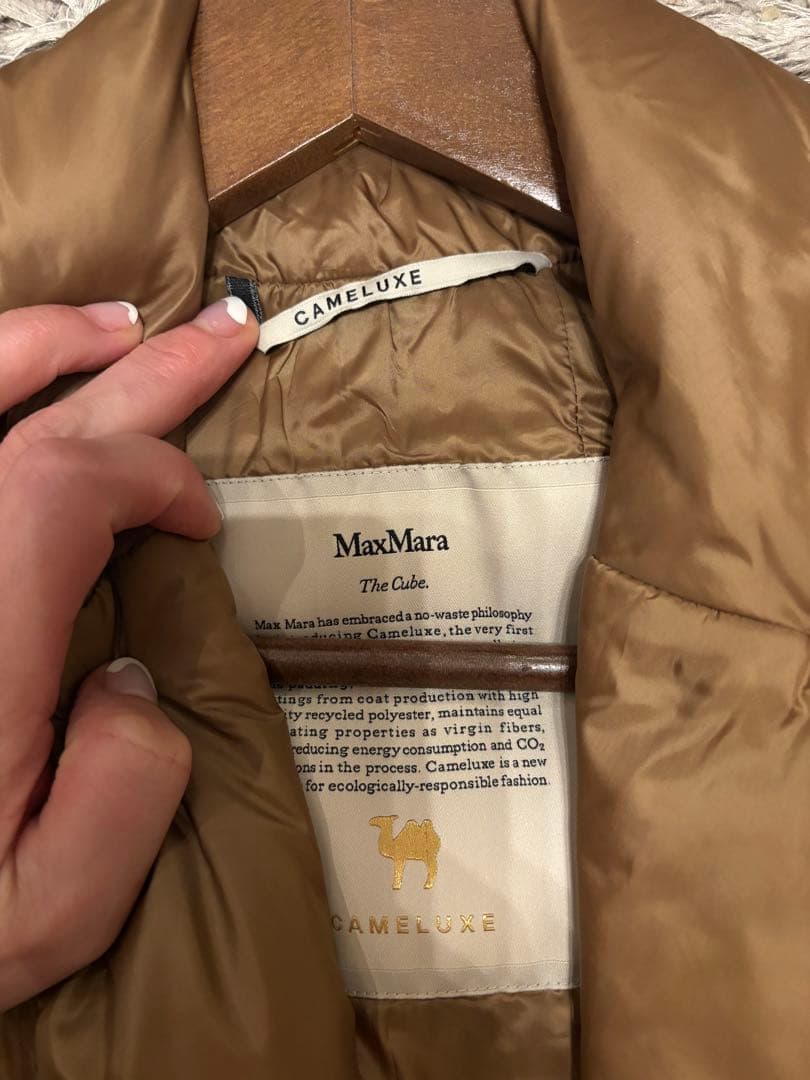 CAMELUXE
MaxMara
The Cube.
Max Mara has embraced a no-waste philosophy
Cameluxe, the very first
from coat production with high
recycled polyester, maintains equal
properties as virgin fibers,
reducing energy consumption and CO₂
in the process. Cameluxe is a new
for ecologically-responsible fashion.
CAMELUXE